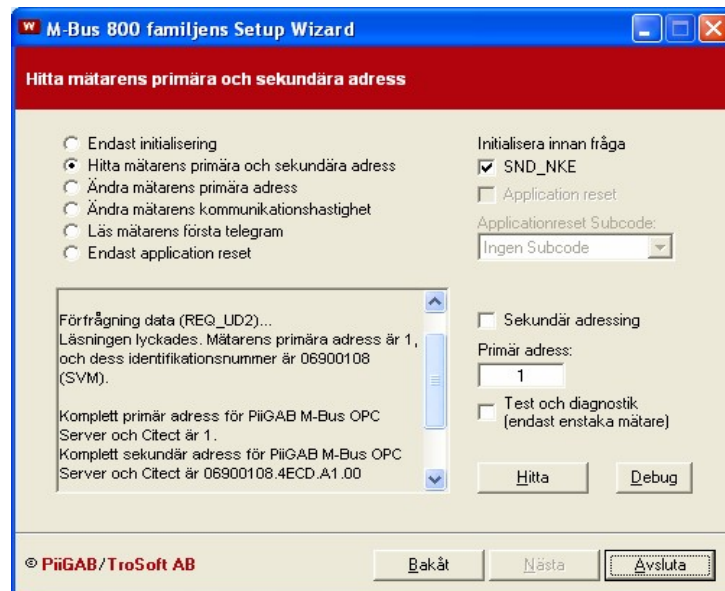 M-Bus 800 familjens Setup Wizard
Hitta mätarens primära och sekundära adress
Endast initialisering
Hitta mätarens primära och sekundära adress
Ändra mätarens primära adress
Ändra mätarens kommunikationshastighet
Läs mätarens första telegram
Endast application reset
Initialisera innan fråga
SND_NKE
Application reset
Applicationreset Subcode:
Ingen Subcode
Förfrågning data (REQ_UD2)...
Läsningen lyckades. Mätarens primära adress är 1,
och dess identifikationsnummer är 06900108
(SVM).
Komplett primär adress för PiiGAB M-Bus OPC
Server och Citect är 1.
Komplett sekundär adress för PiiGAB M-Bus OPC
Server och Citect är 06900108.4ECD.A1.00
Sekundär adressing
Primär adress:
1
Test och diagnostik
(endast enstaka mätare)
Hitta
Debug
© PiiGAB/TroSoft AB
Bakåt
Nästa
Avsluta